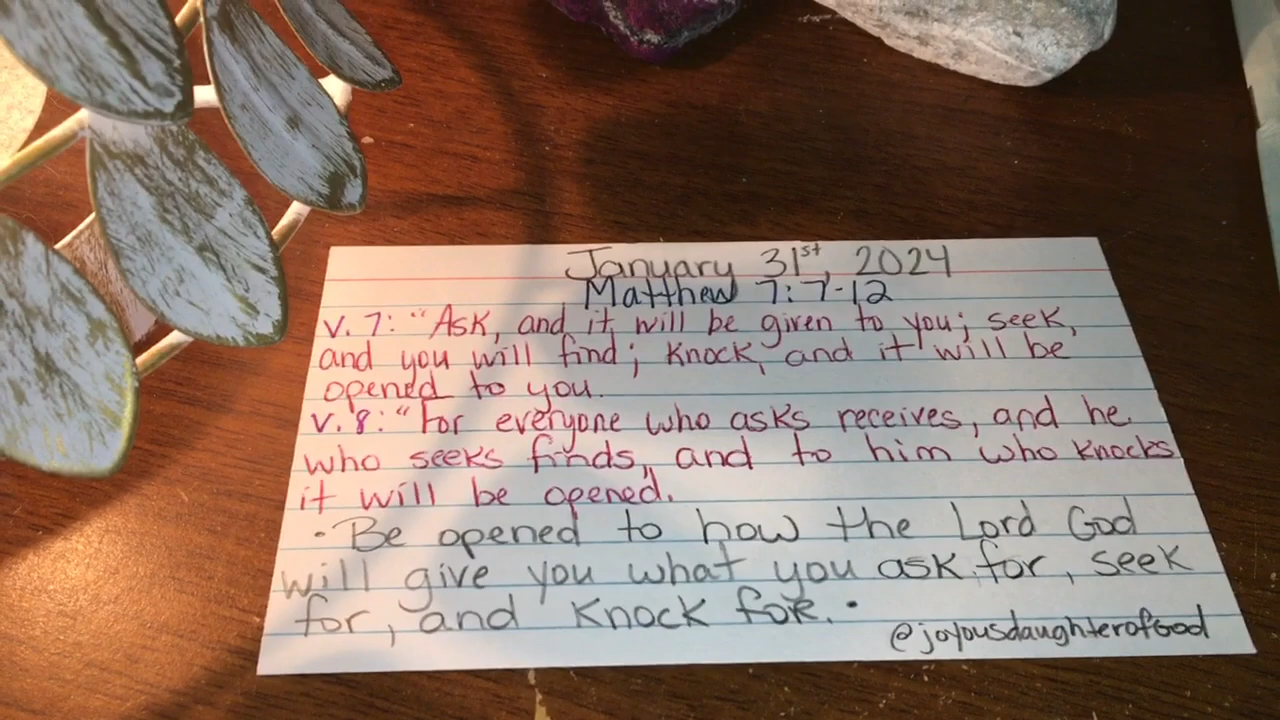 January 31st, 2024
Matthew 7:7-12
v. 7: "Ask, and it will be given to you; seek,
and you will find; knock, and it will be
opened to you.
v. 8: "For everyone who asks receives, and he
who seeks finds, and to him who knocks
it will be opened.
• Be opened to how the Lord God
will give you what you ask for, seek
for, and knock for. •
@joyousdaughterofGod